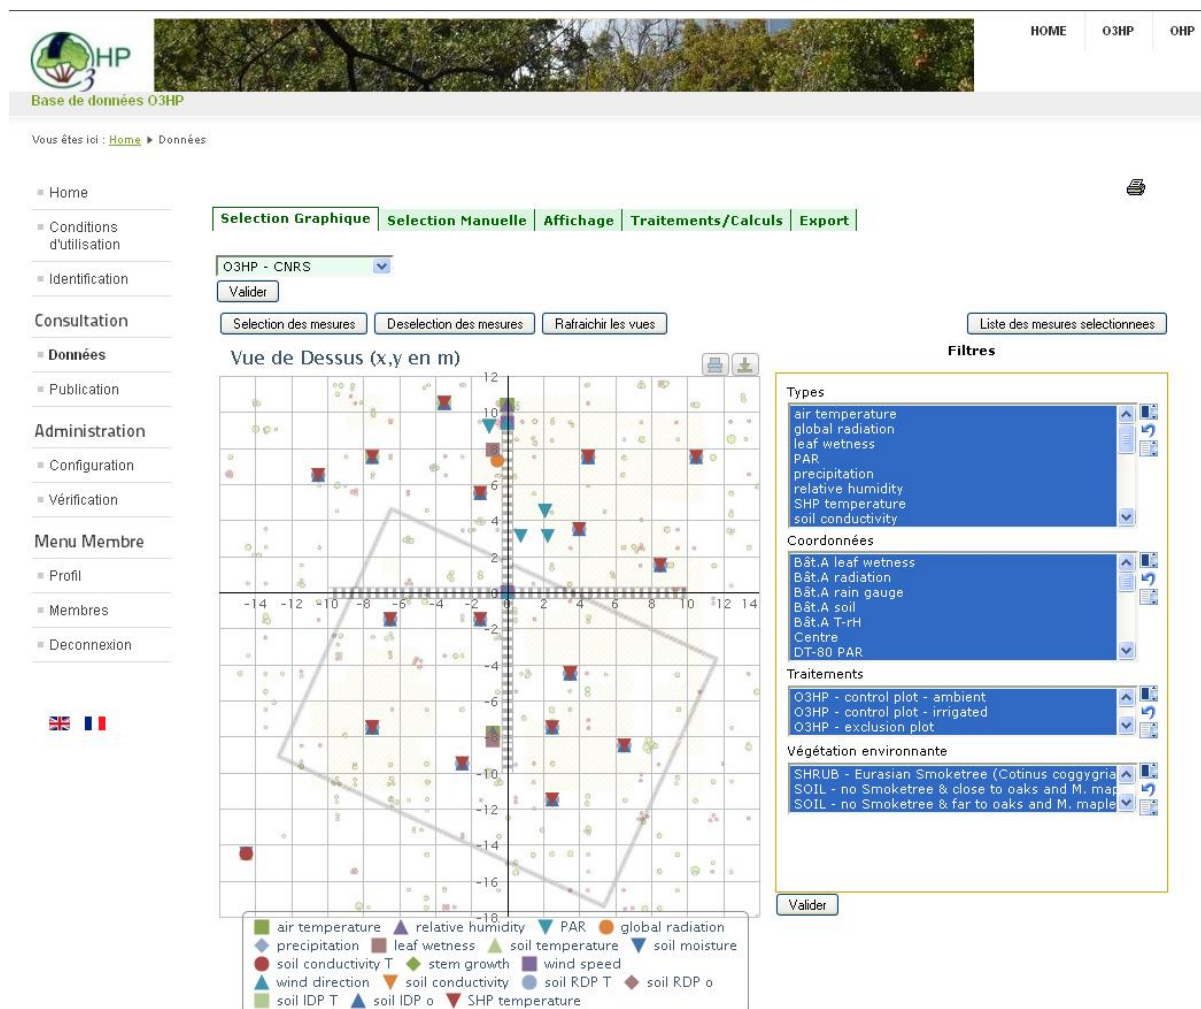 HOME O3HP OHP
OHP
3
Base de données O3HP
Vous êtes ici : Home ▸ Données
Home
Conditions
d'utilisation
Identification
Consultation
Données
Publication
Administration
Configuration
Vérification
Menu Membre
Profil
Membres
Deconnexion
Selection Graphique Selection Manuelle Affichage Traitements/Calculs Export
O3HP - CNRS
Valider
Selection des mesures Deselection des mesures Rafraichir les vues Liste des mesures selectionnees
Vue de Dessus (x,y en m)
12
10
8
6
4
2
0
-14 -12 -10 -8 -6 -4 -2 0 2 4 6 8 10 12 14
-2
-4
-6
-8
-10
-12
-14
-16
-18
air temperature relative humidity PAR global radiation
precipitation leaf wetness soil temperature soil moisture
soil conductivity T stem growth wind speed
wind direction soil conductivity soil RDP T soil RDP o
soil IDP T soil IDP o SHP temperature
Filtres
Types
air temperature
global radiation
leaf wetness
PAR
precipitation
relative humidity
SHP temperature
soil conductivity
Coordonnées
Bât.A leaf wetness
Bât.A radiation
Bât.A rain gauge
Bât.A soil
Bât.A T-rH
Centre
DT-80 PAR
Traitements
O3HP - control plot - ambient
O3HP - control plot - irrigated
O3HP - exclusion plot
Végétation environnante
SHRUB - Eurasian Smoketree (Cotinus coggygria
SOIL - no Smoketree & close to oaks and M. map
SOIL - no Smoketree & far to oaks and M. maple
Valider